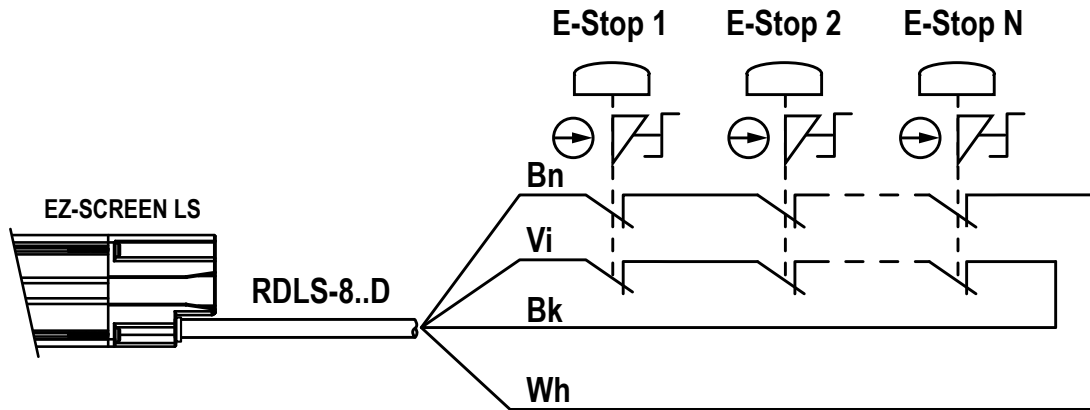 E-Stop 1 E-Stop 2 E-Stop N
Bn
EZ-SCREEN LS
Vi
RDLS-8..D
Bk
Wh